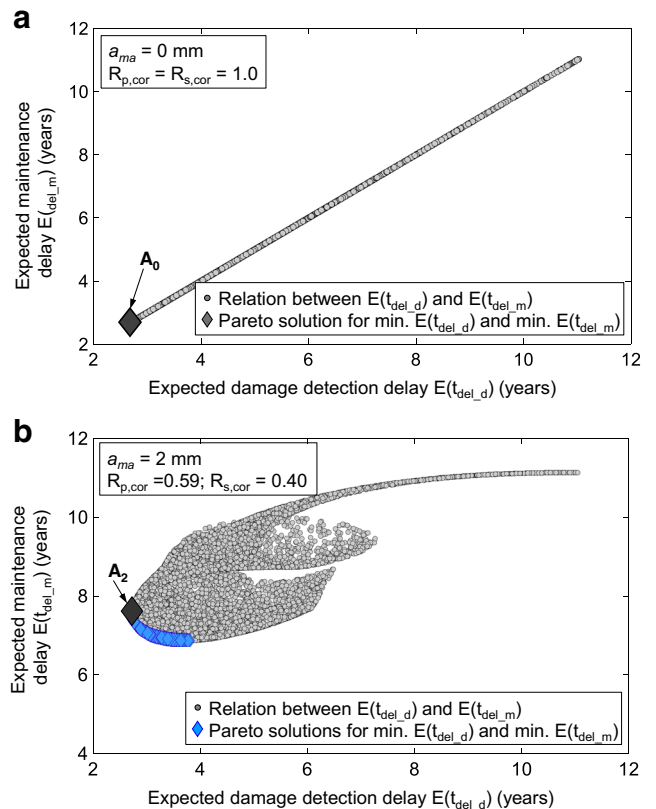 a
a_ma = 0 mm
R_p,cor = R_s,cor = 1.0
12
10
8
6
4
2
Expected maintenance
delay E(_del_m) (years)
A_0
Relation between E(t_del_d) and E(t_del_m)
Pareto solution for min. E(t_del_d) and min. E(t_del_m)
2 4 6 8 10 12
Expected damage detection delay E(t_del_d) (years)
b
a_ma = 2 mm
R_p,cor =0.59; R_s,cor = 0.40
12
10
8
6
4
Expected maintenance
delay E(t_del_m) (years)
A_2
Relation between E(t_del_d) and E(t_del_m)
Pareto solutions for min. E(t_del_d) and min. E(t_del_m)
2 4 6 8 10 12
Expected damage detection delay E(t_del_d) (years)